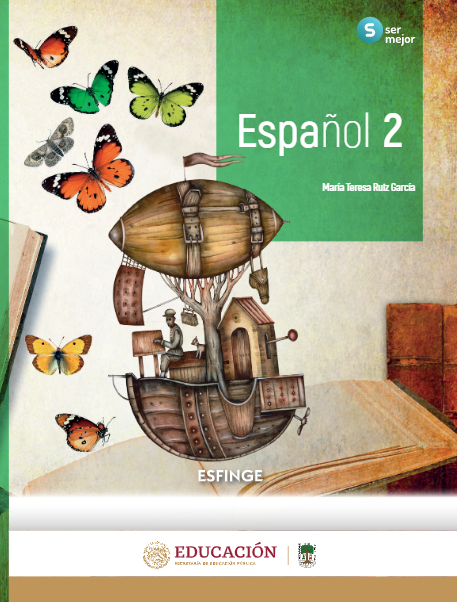 S ser
mejor
Español 2
María Teresa Ruiz García
ESFINGE
EDUCACIÓN
SECRETARÍA DE EDUCACIÓN PÚBLICA